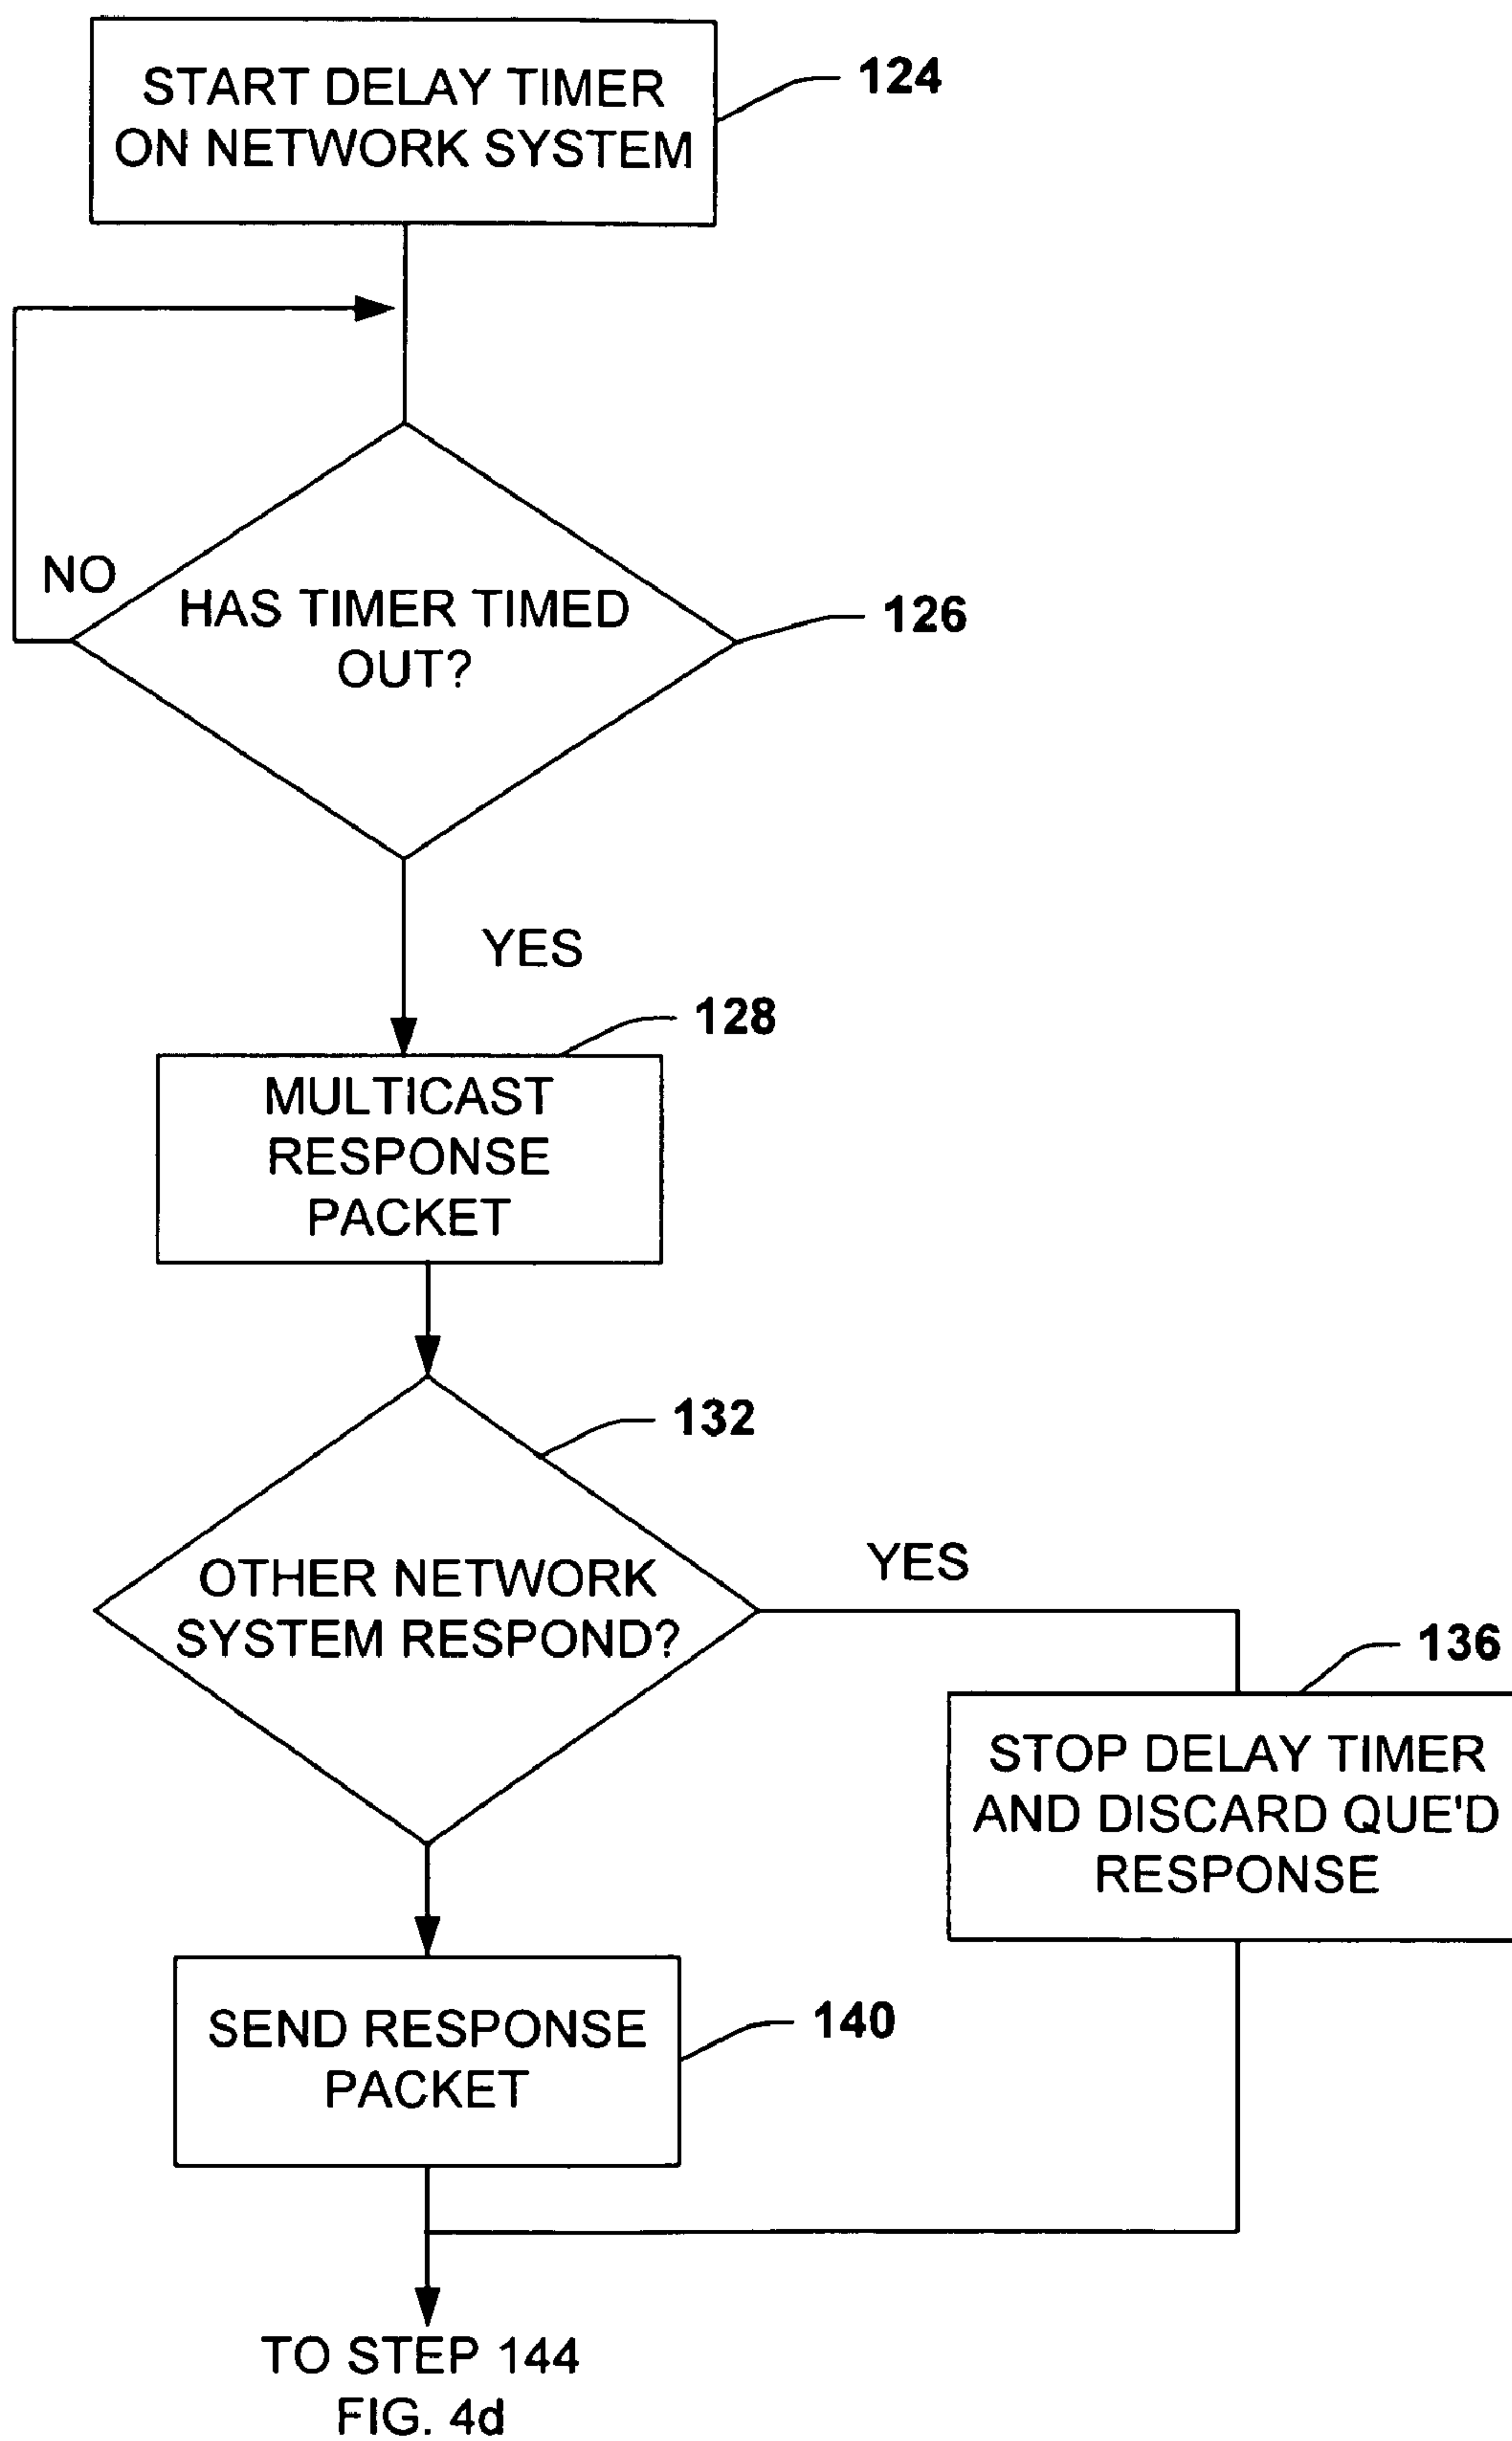 START DELAY TIMER
ON NETWORK SYSTEM
124
NO
HAS TIMER TIMED
OUT?
126
YES
128
MULTICAST
RESPONSE
PACKET
132
OTHER NETWORK
SYSTEM RESPOND?
YES
136
STOP DELAY TIMER
AND DISCARD QUE'D
RESPONSE
SEND RESPONSE
PACKET
140
TO STEP 144
FIG. 4d